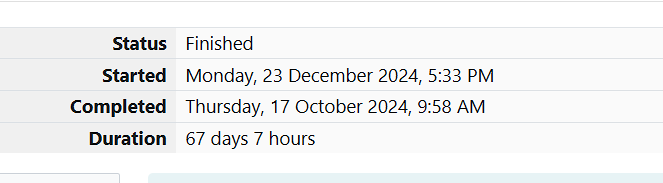 Status Finished
Started Monday, 23 December 2024, 5:33 PM
Completed Thursday, 17 October 2024, 9:58 AM
Duration 67 days 7 hours